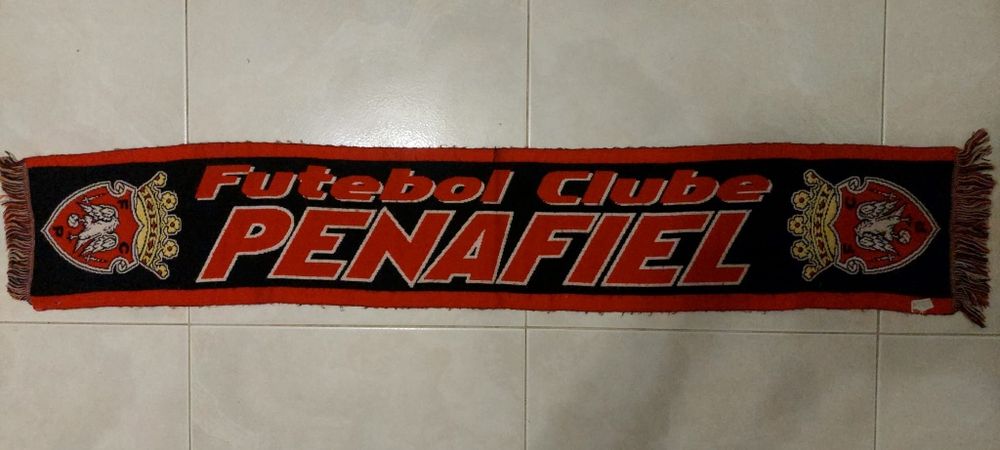 Futebol Clube
PENAFIEL
F
P C
C
F P